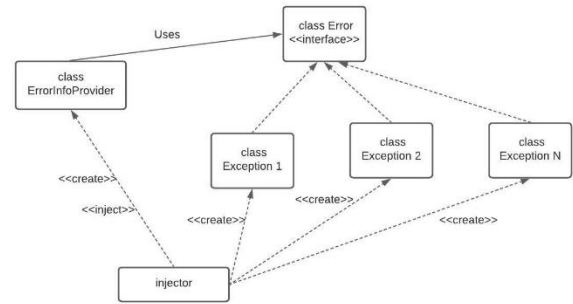 class Error
<<interface>>
Uses
class
ErrorInfoProvider
class
Exception 1
class
Exception 2
class
Exception N
<<create>>
<<inject>>
<<create>>
<<create>>
<<create>>
injector